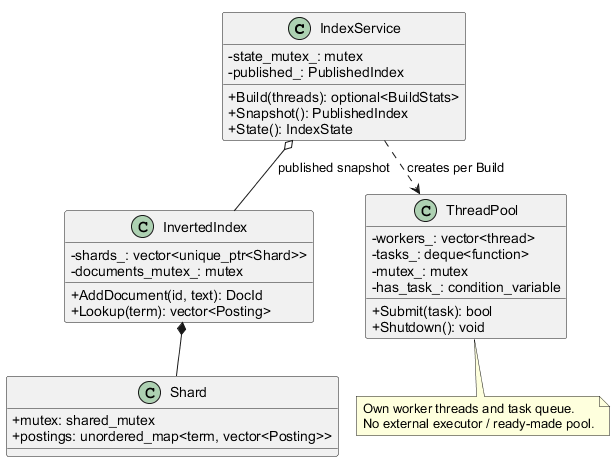 C IndexService
-state_mutex_: mutex
-published_: PublishedIndex
+Build(threads): optional<BuildStats>
+Snapshot(): PublishedIndex
+State(): IndexState
published snapshot
creates per Build
C InvertedIndex
-shards_: vector<unique_ptr<Shard>>
-documents_mutex_: mutex
+AddDocument(id, text): DocId
+Lookup(term): vector<Posting>
C ThreadPool
-workers_: vector<thread>
-tasks_: deque<function>
-mutex_: mutex
-has_task_: condition_variable
+Submit(task): bool
+Shutdown(): void
C Shard
+mutex: shared_mutex
+postings: unordered_map<term, vector<Posting>>
Own worker threads and task queue.
No external executor / ready-made pool.